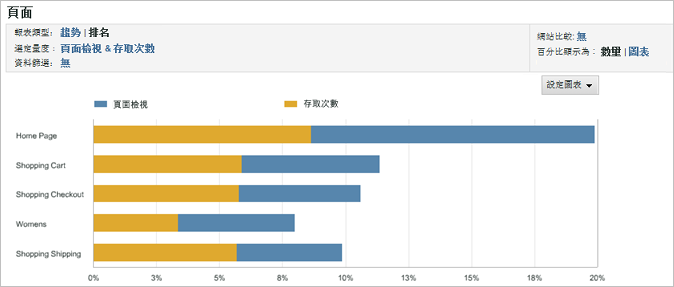 頁面
報表類型： 趨勢 | 排名
選定量度： 頁面檢視 & 存取次數
資料篩選： 無
網站比較: 無
百分比顯示為： 數量 | 圖表
設定圖表
頁面檢視 存取次數
Home Page
Shopping Cart
Shopping Checkout
Womens
Shopping Shipping
0% 3% 5% 8% 10% 13% 15% 18% 20%